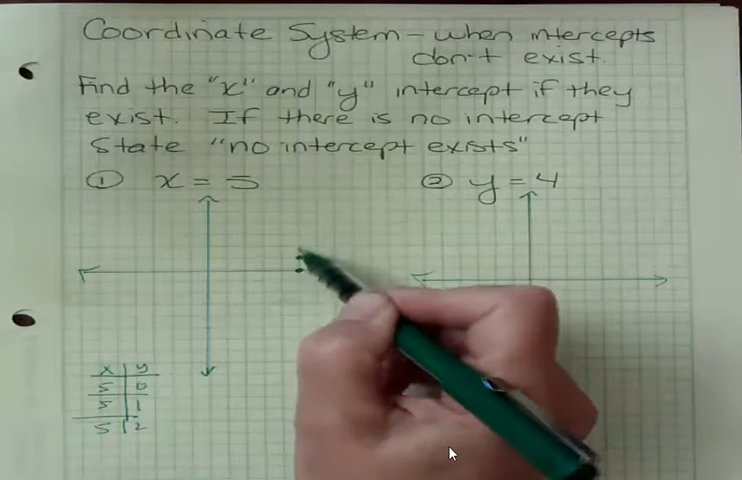 Coordinate System - when intercepts
don't exist.
Find the "x" and "y" intercept if they
exist. If there is no intercept
State "no intercept exists"
① x = 5
② y = 4
x | y
5 | 0
5 | 1
5 | 2